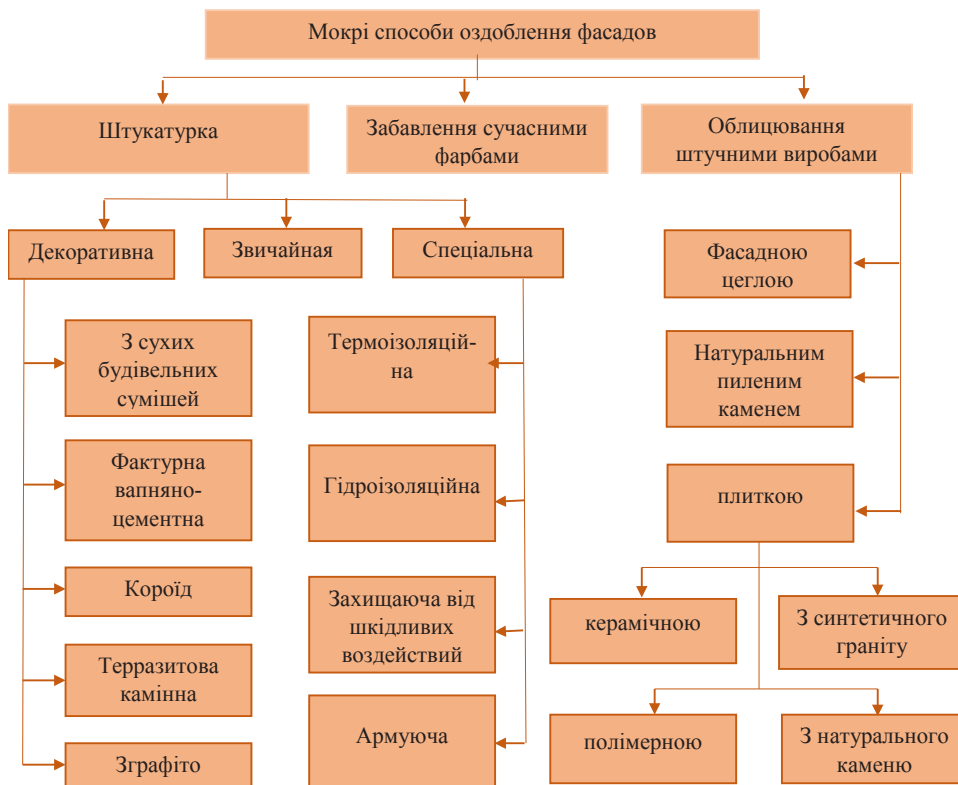 Мокрі способи оздоблення фасадов
Штукатурка
Забавлення сучасними
фарбами
Облицювання
штучними виробами
Декоративна
Звичайная
Спеціальна
З сухих
будівельних
сумішей
Фактурна
вапняно-
цементна
Короїд
Терразитова
камінна
Зграфіто
Термоізоляцій-
на
Гідроізоляційна
Захищаюча від
шкідливих
воздействий
Армуюча
Фасадною
цеглою
Натуральним
пиленим
каменем
плиткою
керамічною
З синтетичного
граніту
полімерною
З натурального
каменю